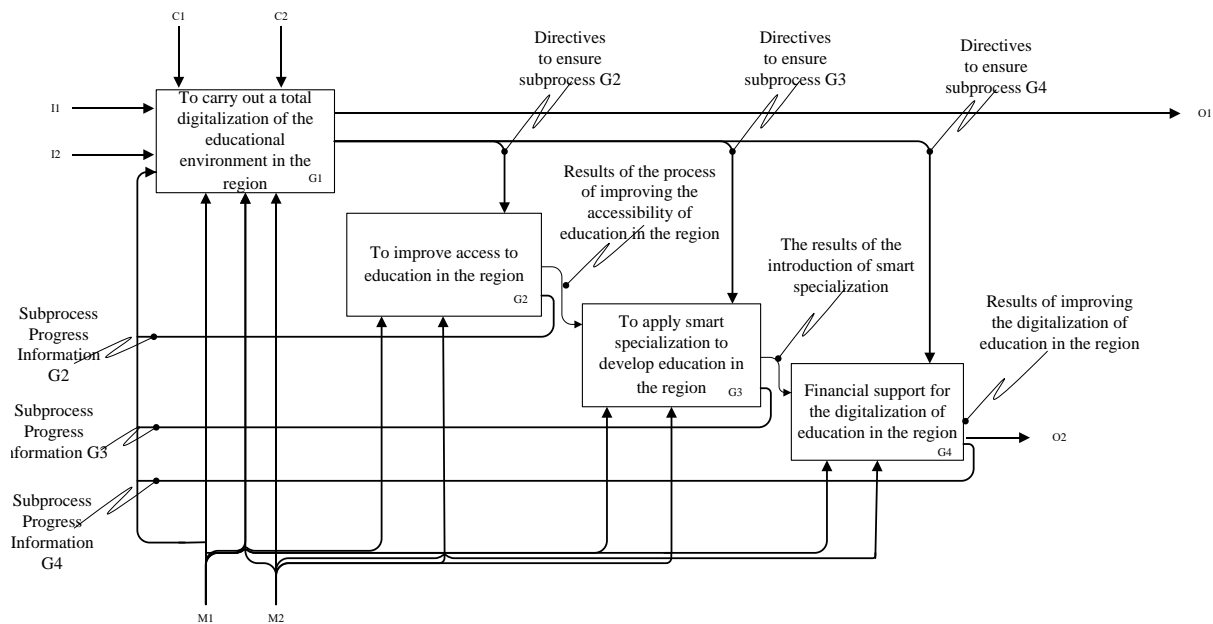 C1
C2
Directives
to ensure
subprocess G2
Directives
to ensure
subprocess G3
Directives
to ensure
subprocess G4
I1
I2
O1
To carry out a total
digitalization of the
educational
environment in the
region
G1
Results of the process
of improving the
accessibility of
education in the region
To improve access to
education in the region
G2
The results of the
introduction of smart
specialization
Results of improving
the digitalization of
education in the region
Subprocess
Progress
Information
G2
To apply smart
specialization to
develop education in
the region
G3
Financial support for
the digitalization of
education in the region
G4
O2
Subprocess
Progress
nformation G3
Subprocess
Progress
Information
G4
M1
M2